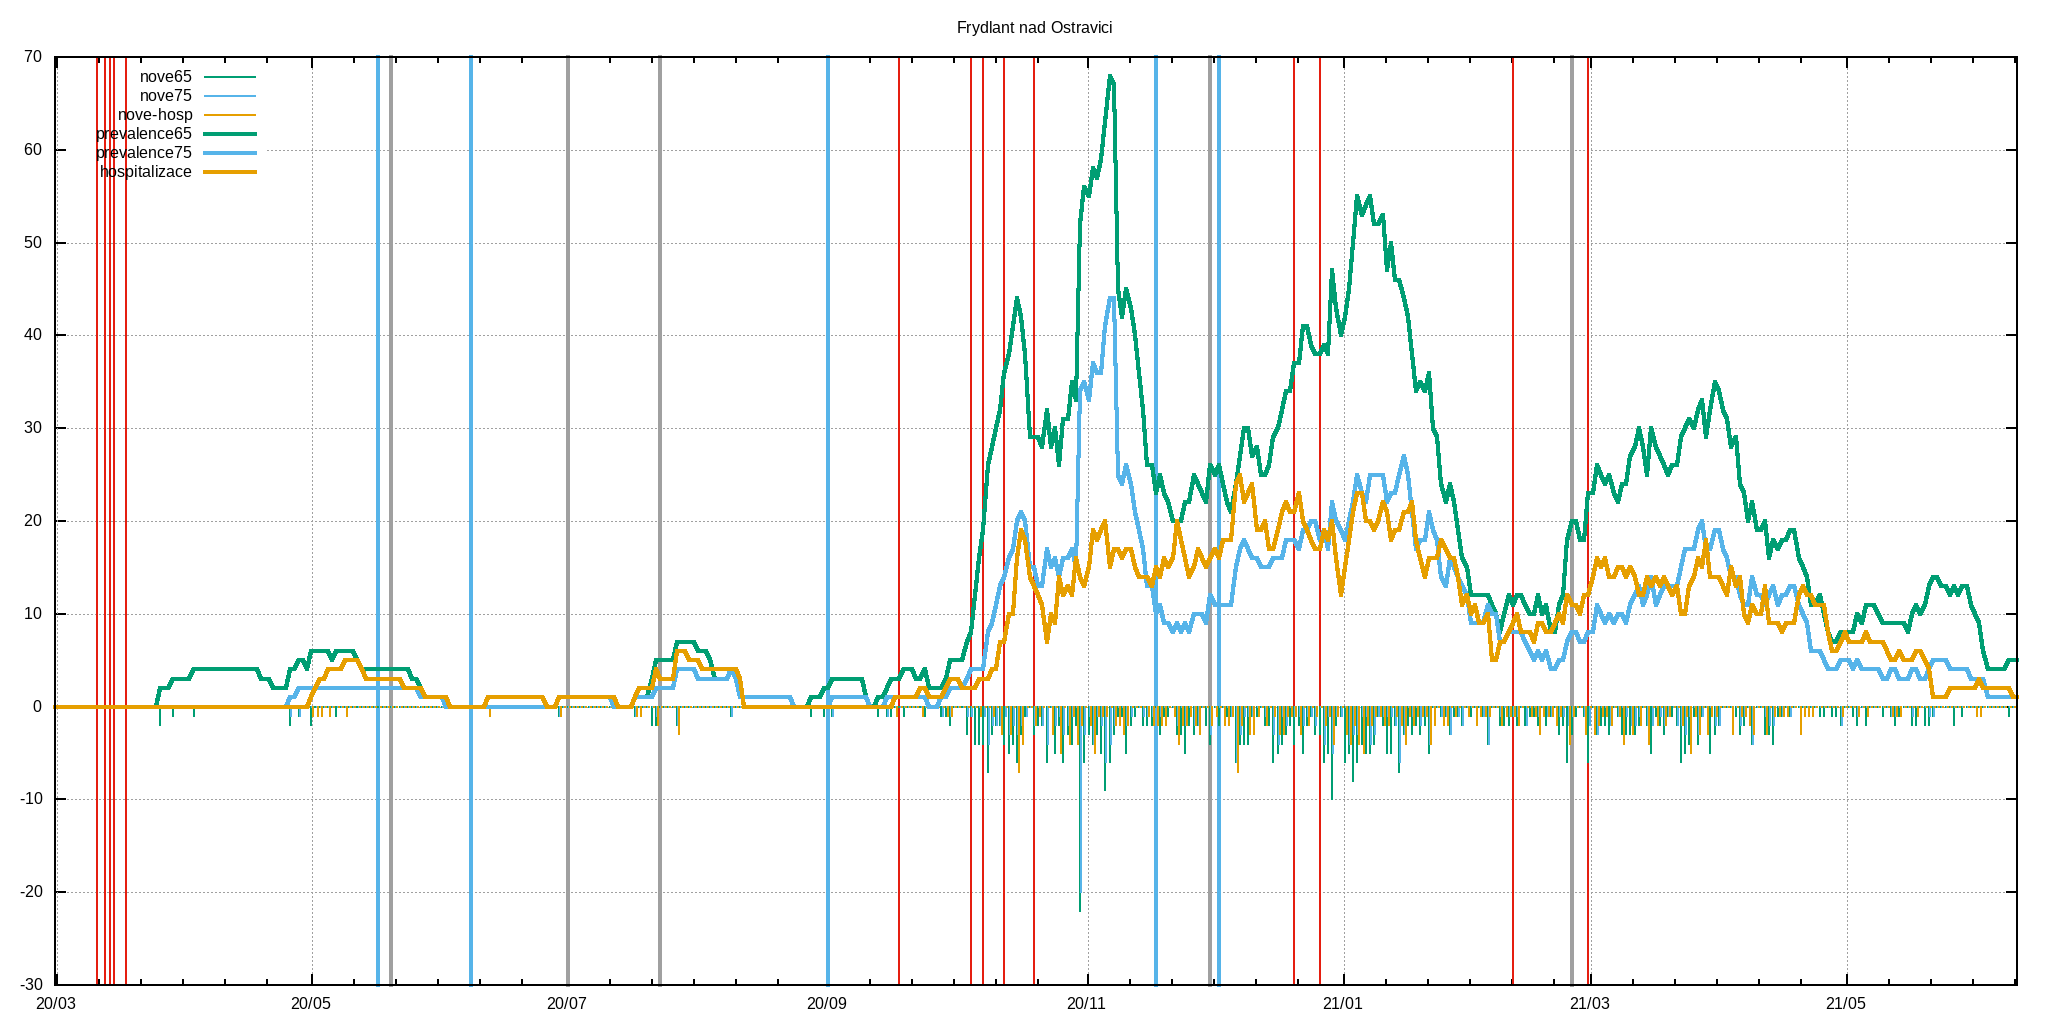 Frydlant nad Ostravici
70
60
50
40
30
20
10
0
-10
-20
-30
nove65
nove75
nove-hosp
prevalence65
prevalence75
hospitalizace
20/03 20/05 20/07 20/09 20/11 21/01 21/03 21/05